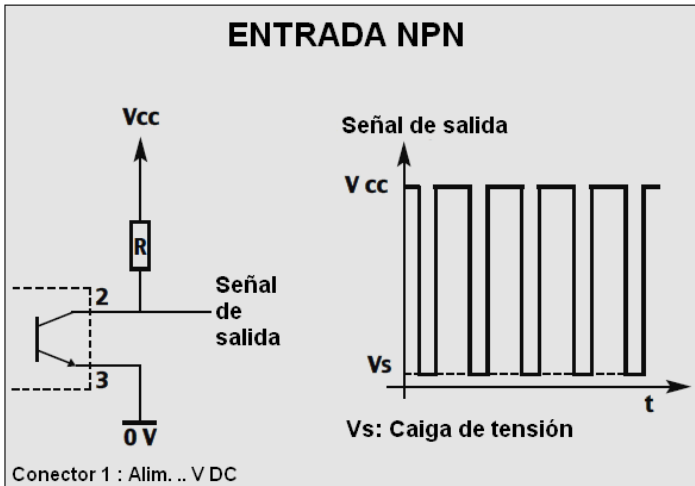 ENTRADA NPN
Vcc
R
2
Señal
de
salida
3
0 V
Conector 1 : Alim. .. V DC
Señal de salida
V cc
Vs
t
Vs: Caiga de tensión